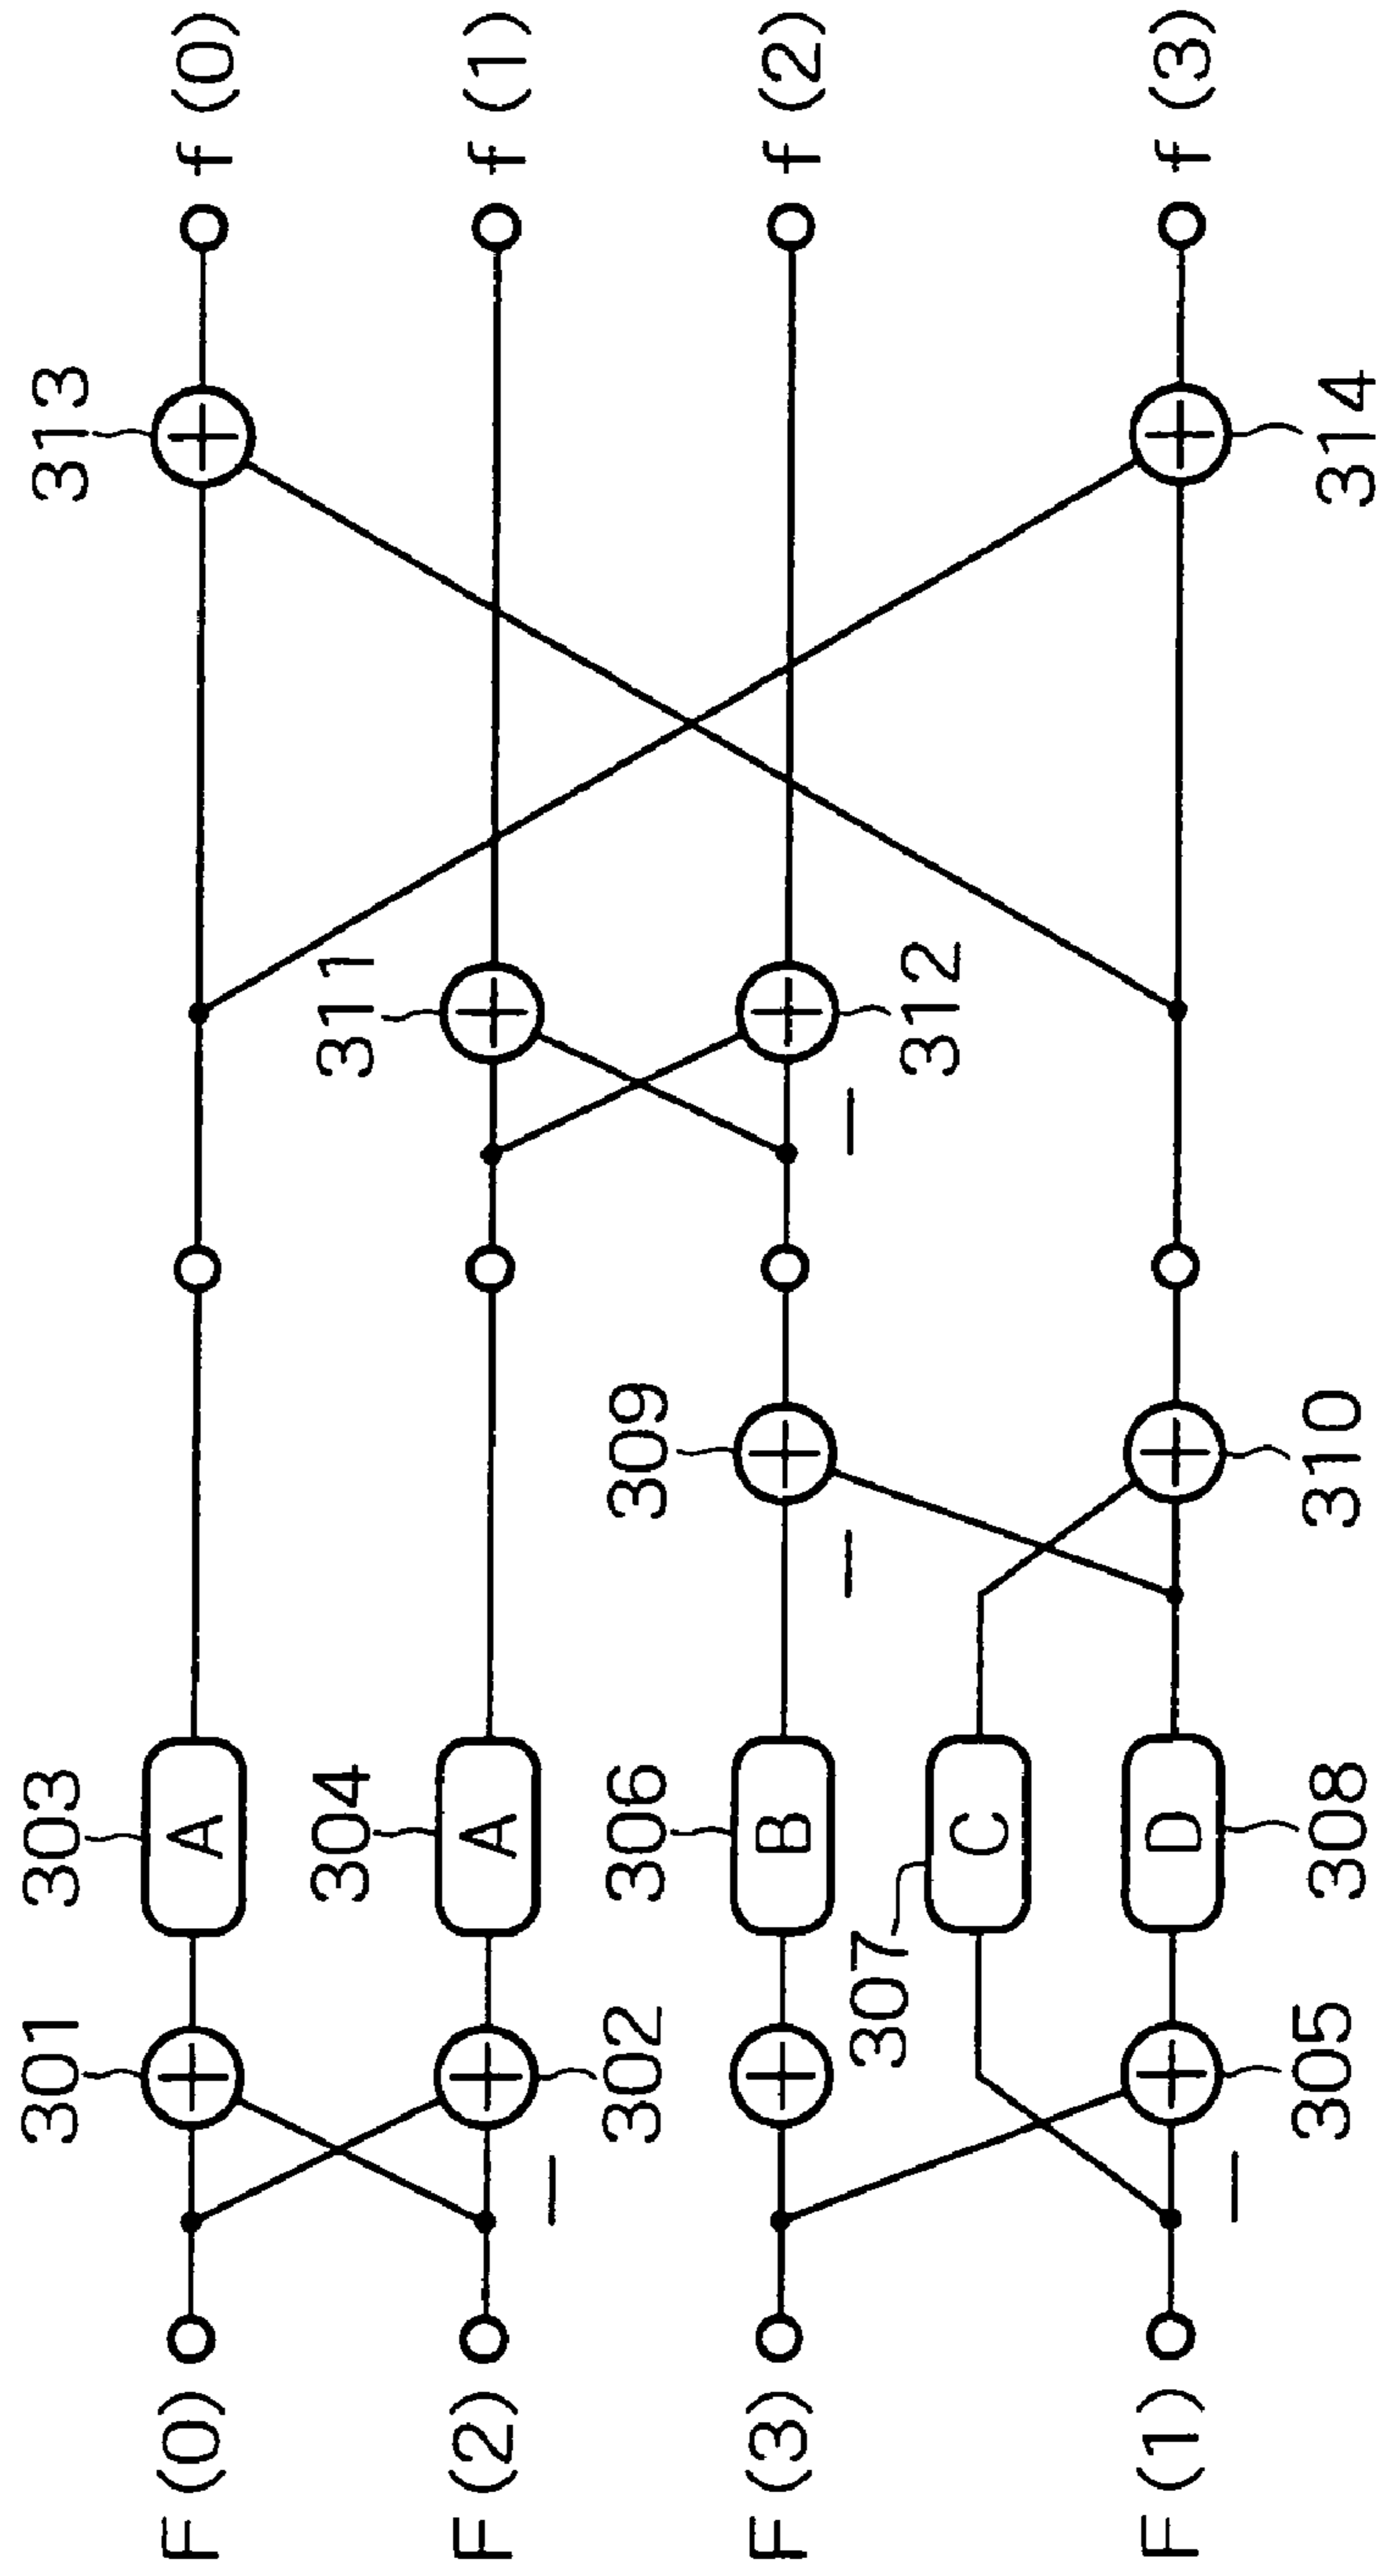 F (0)
301
303
A
313
f (0)
F (2)
302
304
A
311
f (1)
F (3)
306
B
309
312
f (2)
307
C
F (1)
305
308
D
310
314
f (3)